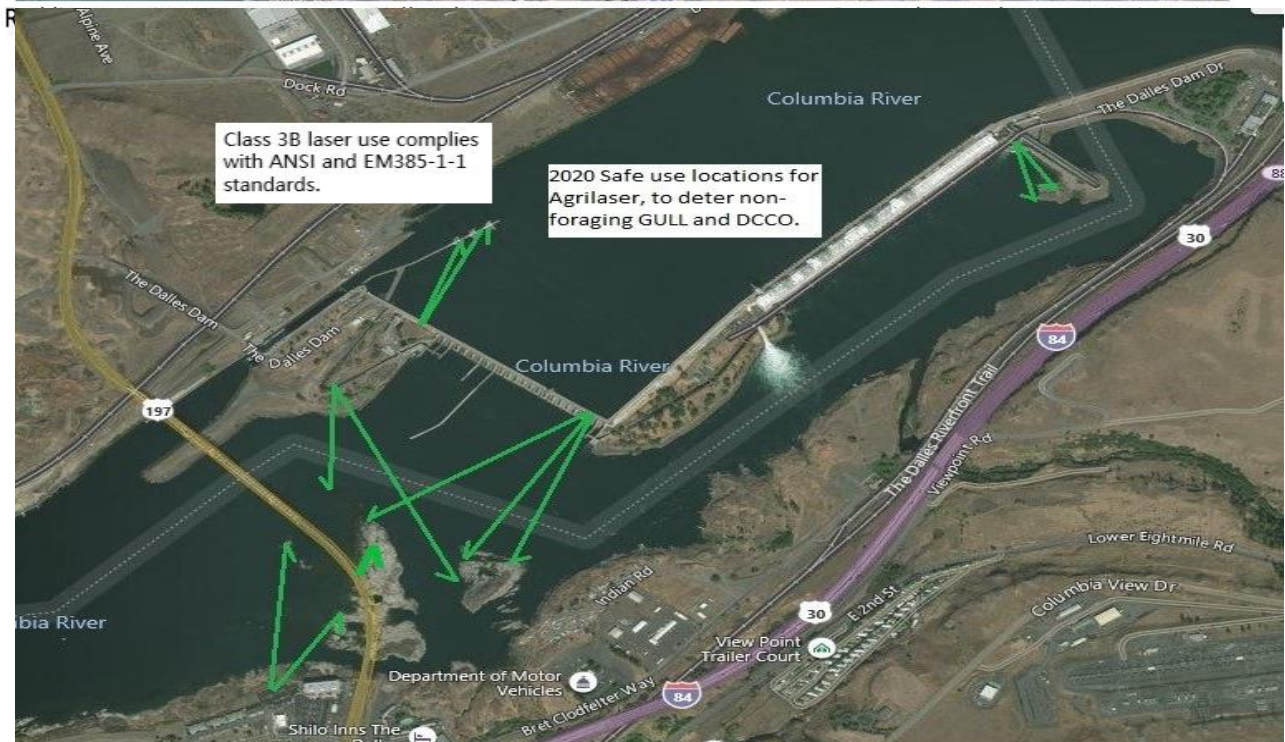 Alpine Ave
Dock Rd
Columbia River
The Dalles Dam Dr
88
Class 3B laser use complies
with ANSI and EM385-1-1
standards.
2020 Safe use locations for
Agrilaser, to deter non-
foraging GULL and DCCO.
30
The Dalles Dam
The Dalles Dam
84
Columbia River
197
The Dalles Riverfront Trail
Viewpoint Rd
Lower Eightmile Rd
Indian Rd
Columbia View Dr
30
E 2nd St
bia River
View Point
Trailer Court
Department of Motor
Vehicles
84
Bret Clodfelter Way
Shilo Inns The